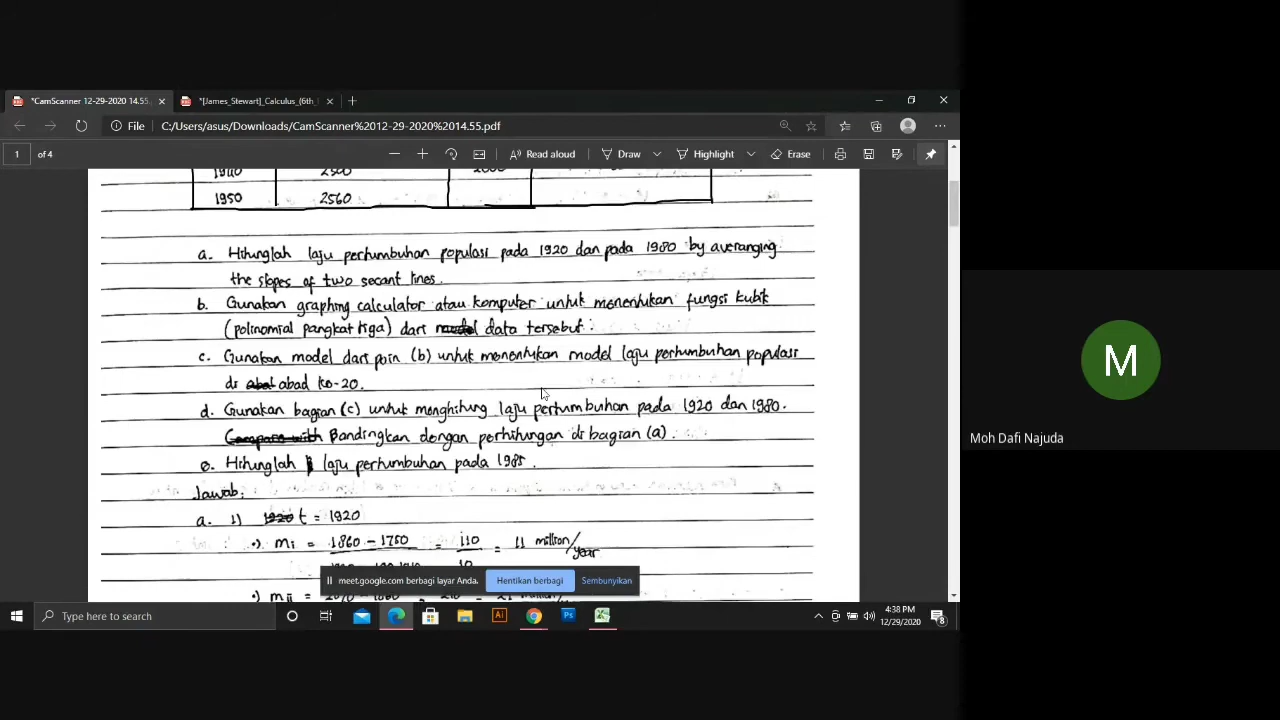 *CamScanner 12-29-2020 14.55.
*[James_Stewart]_Calculus_(6th_
File
C:/Users/asus/Downloads/CamScanner%2012-29-2020%2014.55.pdf
1 of 4
Read aloud
Draw
Highlight
Erase
1940 2300
1950 2560
a. Hitunglah laju pertumbuhan populasi pada 1920 dan pada 1980 by averanging
the slopes of two secant lines.
b. Gunakan graphing calculator atau komputer untuk menentukan fungsi kubik
(polinomial pangkat tiga) dari data tersebut.
c. Gunakan model dari poin (b) untuk menentukan model laju pertumbuhan populasi
di abad ke-20.
d. Gunakan bagian (c) untuk menghitung laju pertumbuhan pada 1920 dan 1980.
Bandingkan dengan perhitungan di bagian (a).
e. Hitunglah laju pertumbuhan pada 1985.
Jawab:
a. 1) t = 1920
•) mi = 1860 - 1750 = 110 = 11 million/year
10
•) mii =
meet.google.com berbagi layar Anda.
Hentikan berbagi
Sembunyikan
Type here to search
4:38 PM
12/29/2020
8
M
Moh Dafi Najuda